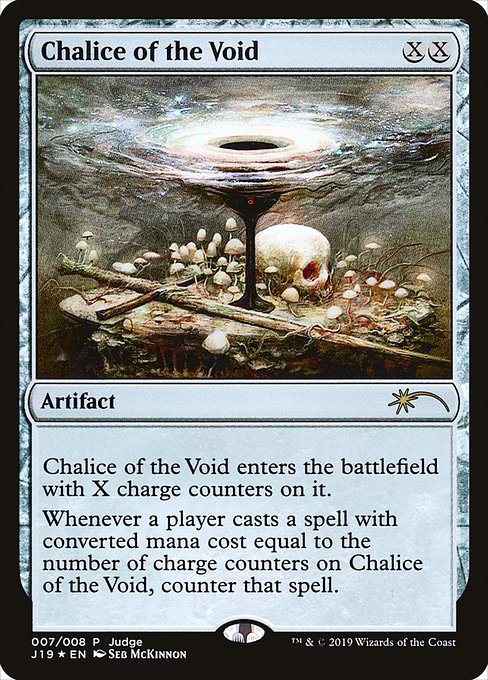 Chalice of the Void XX
Artifact
Chalice of the Void enters the battlefield
with X charge counters on it.
Whenever a player casts a spell with
converted mana cost equal to the
number of charge counters on Chalice
of the Void, counter that spell.
007/008 P Judge
J19 ★ EN Seb McKinnon
™ & © 2019 Wizards of the Coast